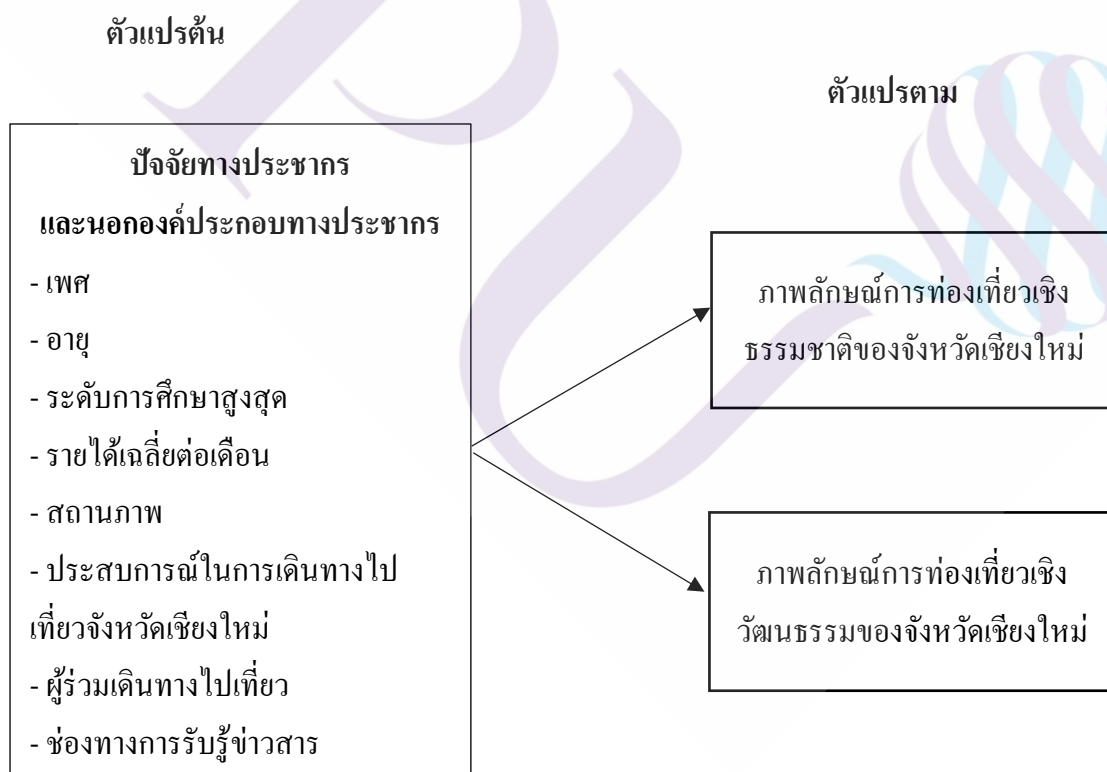 ตัวแปรต้น
ตัวแปรตาม
ปัจจัยทางประชากร
และนอกองค์ประกอบทางประชากร
- เพศ
- อายุ
- ระดับการศึกษาสูงสุด
- รายได้เฉลี่ยต่อเดือน
- สถานภาพ
- ประสบการณ์ในการเดินทางไป
เที่ยวจังหวัดเชียงใหม่
- ผู้ร่วมเดินทางไปเที่ยว
- ช่องทางการรับรู้ข่าวสาร
ภาพลักษณ์การท่องเที่ยวเชิง
ธรรมชาติของจังหวัดเชียงใหม่
ภาพลักษณ์การท่องเที่ยวเชิง
วัฒนธรรมของจังหวัดเชียงใหม่